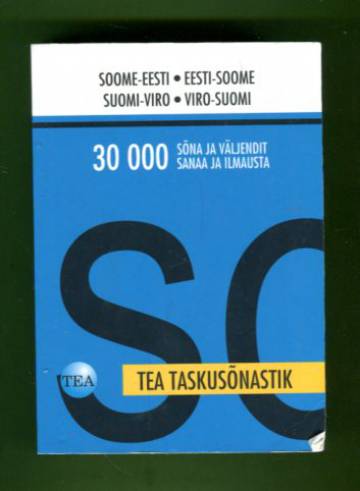 SOOME-EESTI • EESTI-SOOME
SUOMI-VIRO • VIRO-SUOMI
30 000 SÕNA JA VÄLJENDIT
SANAA JA ILMAUSTA
SO
TEA
TEA TASKUSÕNASTIK